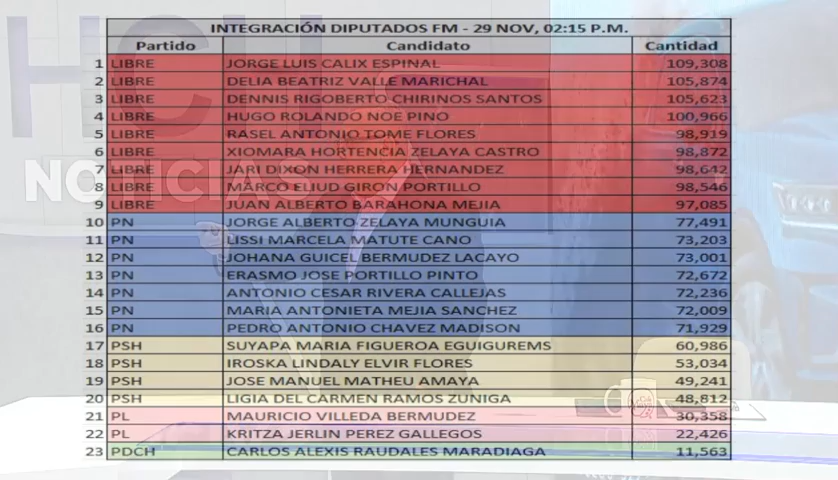 INTEGRACIÓN DIPUTADOS FM - 29 NOV, 02:15 P.M.
Partido Candidato Cantidad
1 LIBRE JORGE LUIS CALIX ESPINAL 109,308
2 LIBRE DELIA BEATRIZ VALLE MARICHAL 105,874
3 LIBRE DENNIS RIGOBERTO CHIRINOS SANTOS 105,623
4 LIBRE HUGO ROLANDO NOE PINO 100,966
5 LIBRE RASEL ANTONIO TOME FLORES 98,919
6 LIBRE XIOMARA HORTENCIA ZELAYA CASTRO 98,872
7 LIBRE JARI DIXON HERRERA HERNANDEZ 98,642
8 LIBRE MARCO ELIUD GIRON PORTILLO 98,546
9 LIBRE JUAN ALBERTO BARAHONA MEJIA 97,085
10 PN JORGE ALBERTO ZELAYA MUNGUIA 77,491
11 PN LISSI MARCELA MATUTE CANO 73,203
12 PN JOHANA GUICEL BERMUDEZ LACAYO 73,001
13 PN ERASMO JOSE PORTILLO PINTO 72,672
14 PN ANTONIO CESAR RIVERA CALLEJAS 72,236
15 PN MARIA ANTONIETA MEJIA SANCHEZ 72,009
16 PN PEDRO ANTONIO CHAVEZ MADISON 71,929
17 PSH SUYAPA MARIA FIGUEROA EGUIGUREMS 60,986
18 PSH IROSKA LINDALY ELVIR FLORES 53,034
19 PSH JOSE MANUEL MATHEU AMAYA 49,241
20 PSH LIGIA DEL CARMEN RAMOS ZUNIGA 48,812
21 PL MAURICIO VILLEDA BERMUDEZ 30,358
22 PL KRITZA JERLIN PEREZ GALLEGOS 22,426
23 PDCH CARLOS ALEXIS RAUDALES MARADIAGA 11,563
HCH
NOTICIAS